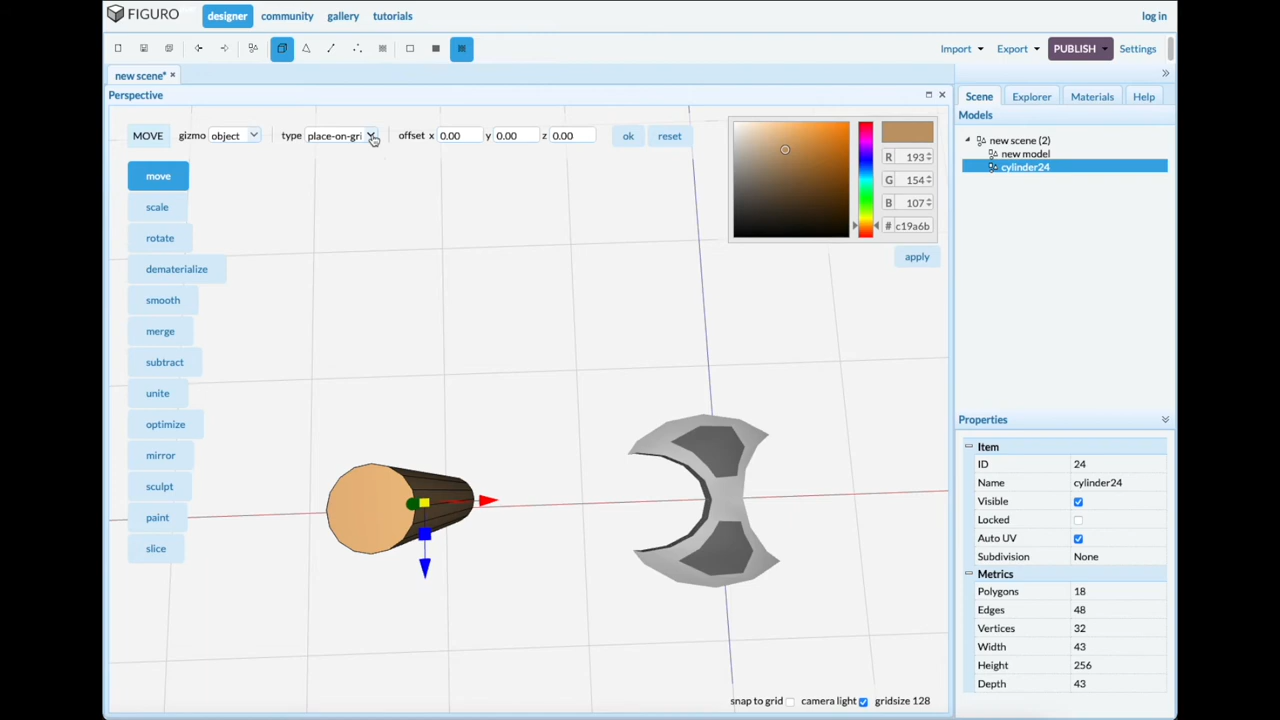 FIGURO designer community gallery tutorials log in
Import Export PUBLISH Settings
new scene* ×
Perspective
MOVE gizmo object type place-on-gri offset x 0.00 y 0.00 z 0.00 ok reset
move
scale
rotate
dematerialize
smooth
merge
subtract
unite
optimize
mirror
sculpt
paint
slice
R 193
G 154
B 107
# c19a6b
apply
snap to grid camera light gridsize 128
Scene Explorer Materials Help
Models
new scene (2)
new model
cylinder24
Properties
Item
ID 24
Name cylinder24
Visible
Locked
Auto UV
Subdivision None
Metrics
Polygons 18
Edges 48
Vertices 32
Width 43
Height 256
Depth 43